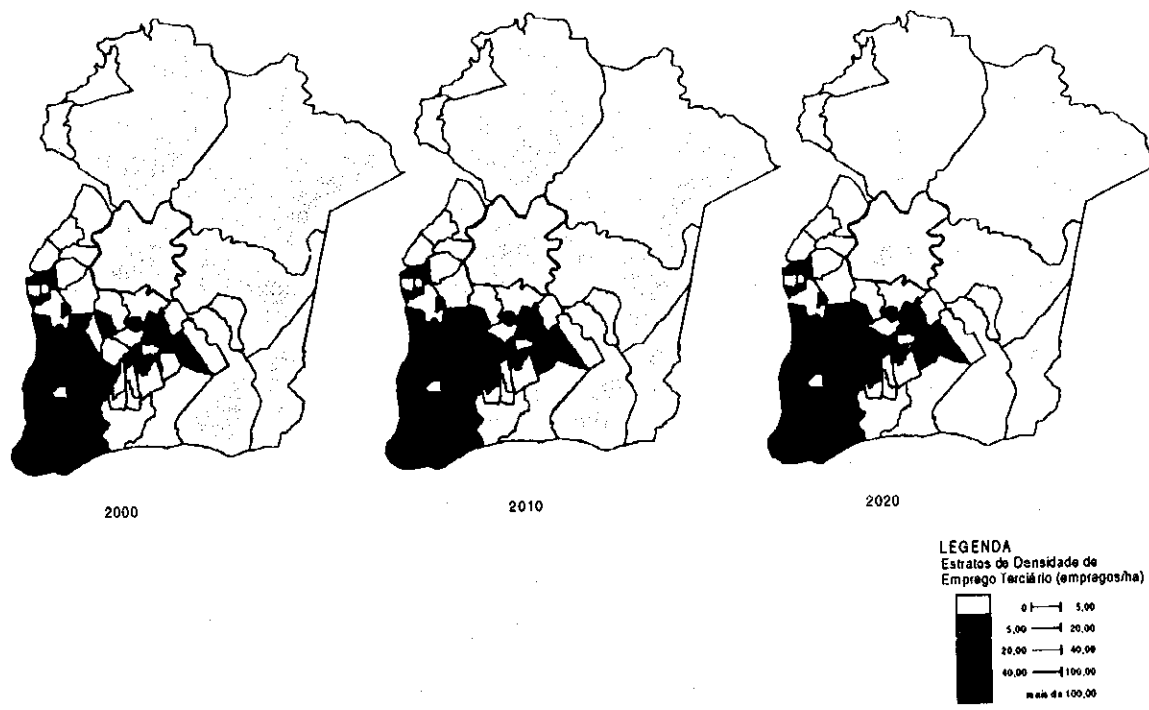 2000
2010
2020
LEGENDA
Estratos de Densidade de
Emprego Terciário (empregos/ha)
0 5,00
5,00 20,00
20,00 40,00
40,00 100,00
mais de 100,00